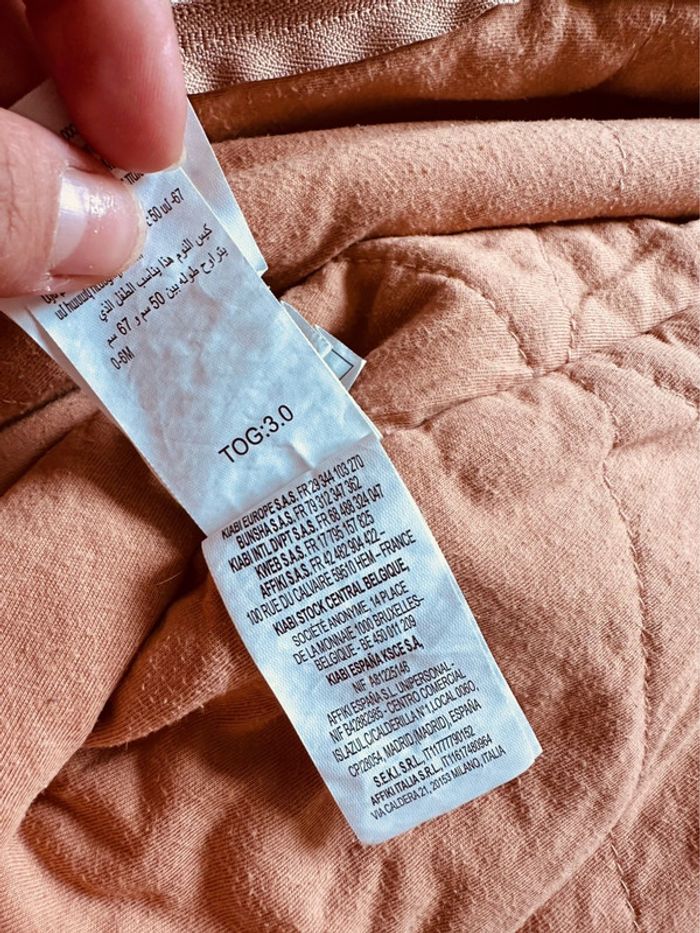 50 սմ -67
كيس النوم هذا يناسب الطفل الذي
يتراوح طوله بين 50 سم و 67 سم
0-6M
TOG:3.0
KIABI EUROPE S.A.S. FR 29 344 103 270
BUNSHA S.A.S. FR 79 312 347 362
KIABI INTL. DVPT S.A.S. FR 68 488 324 047
KWEB S.A.S. FR 17 795 157 825
AFFIKI S.A.S. FR 42 482 904 422 -
100 RUE DU CALVAIRE 59510 HEM - FRANCE
KIABI STOCK CENTRAL BELGIQUE,
SOCIÉTÉ ANONYME, 14 PLACE
DE LA MONNAIE 1000 BRUXELLES-
BELGIQUE - BE 450 011 209
KIABI ESPAÑA KSCE S.A,
NIF A81225148
AFFIKI ESPAÑA S.L. UNIPERSONAL -
NIF B42862985 - CENTRO COMERCIAL
ISLAZUL C/CALDERILLA Nº1 LOCAL 0060,
CP28054, MADRID (MADRID), ESPAÑA
S.E.K.I. S.R.L, IT11777790152
AFFIKI ITALIA S.R.L, IT11617480964
VIA CALDERA 21, 20153 MILANO, ITALIA